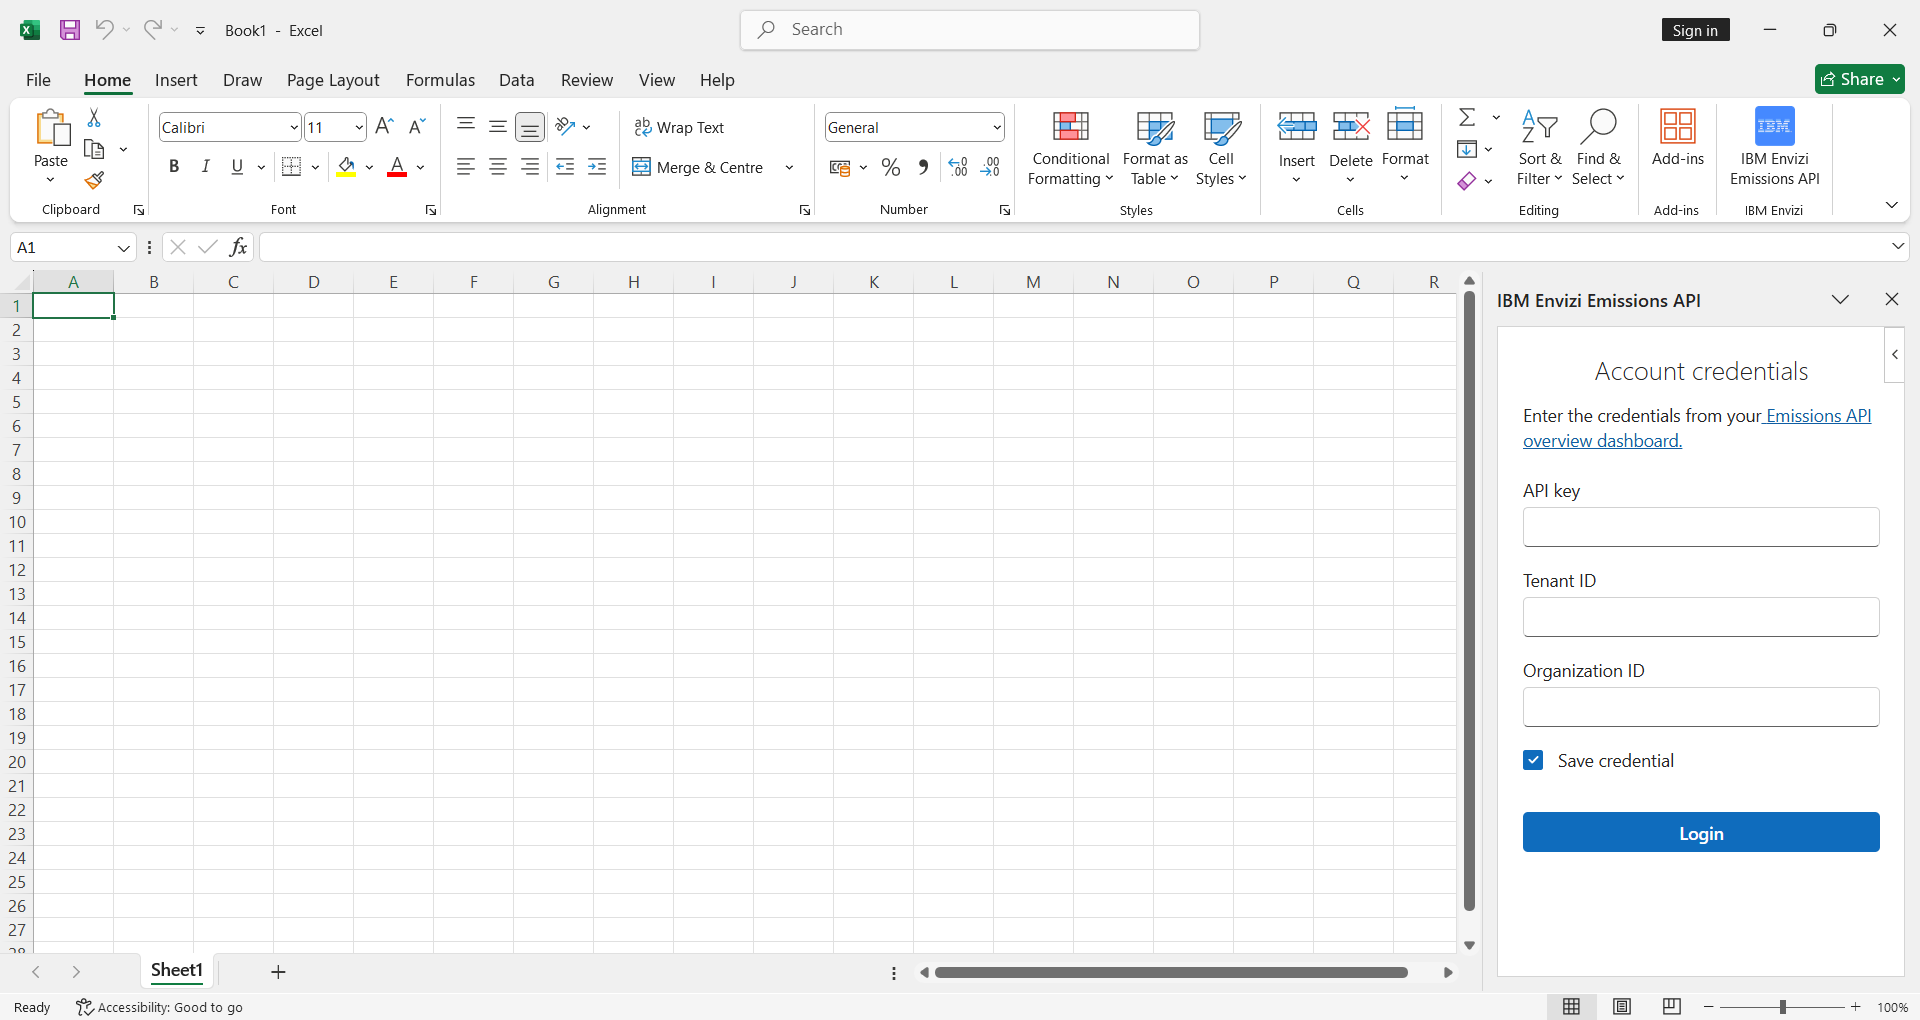 Book1 - Excel
Search
Sign in
File Home Insert Draw Page Layout Formulas Data Review View Help
Share
Paste
Clipboard
Calibri 11
B I U A
Font
Wrap Text
Merge & Centre
Alignment
General
Number
Conditional Formatting
Format as Table
Cell Styles
Styles
Insert Delete Format
Cells
Sort & Filter
Find & Select
Editing
Add-ins
Add-ins
IBM
IBM Envizi
Emissions API
IBM Envizi
A1
fx
A B C D E F G H I J K L M N O P Q R
1
2
3
4
5
6
7
8
9
10
11
12
13
14
15
16
17
18
19
20
21
22
23
24
25
26
27
28
IBM Envizi Emissions API
Account credentials
Enter the credentials from your Emissions API
overview dashboard.
API key
Tenant ID
Organization ID
Save credential
Login
Sheet1
Ready
Accessibility: Good to go
100%